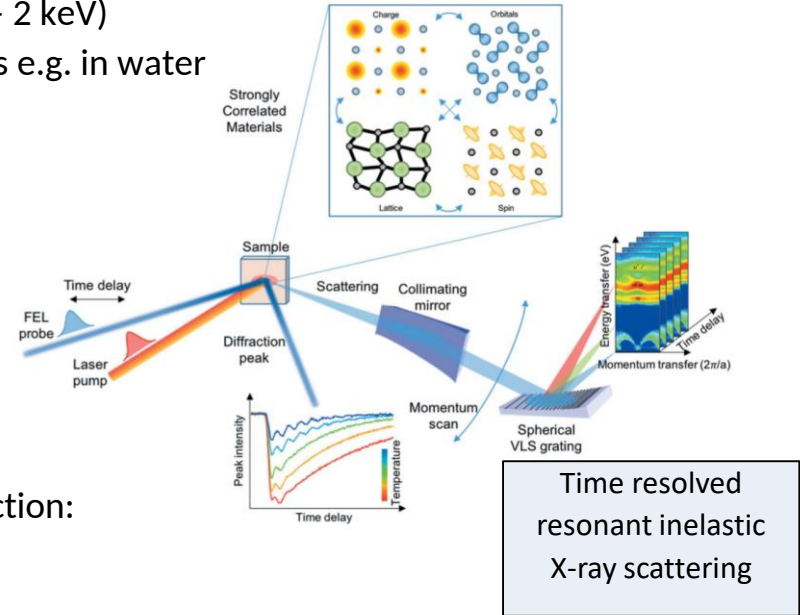 - 2 keV)
s e.g. in water
Charge
Orbitals
Strongly
Correlated
Materials
Lattice
Spin
Sample
Time delay
FEL
probe
Laser
pump
Scattering
Collimating
mirror
Diffraction
peak
Momentum
scan
Spherical
VLS grating
Energy transfer (eV)
Time delay
Momentum transfer (2π/a)
Peak intensity
Temperature
Time delay
ction:
Time resolved
resonant inelastic
X-ray scattering